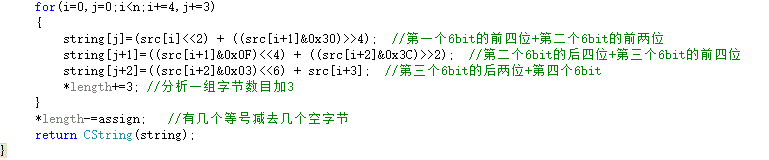 for(i=0,j=0;i<n;i+=4,j+=3)
{
string[j]=(src[i]<<2) + ((src[i+1]&0x30)>>4); //第一个6bit的前四位+第二个6bit的前两位
string[j+1]=((src[i+1]&0x0F)<<4) + ((src[i+2]&0x3C)>>2); //第二个6bit的后四位+第三个6bit的前四位
string[j+2]=((src[i+2]&0x03)<<6) + src[i+3]; //第三个6bit的后两位+第四个6bit
*length+=3; //分析一组字节数目加3
}
*length-=assign; //有几个等号减去几个空字节
return CString(string);
}